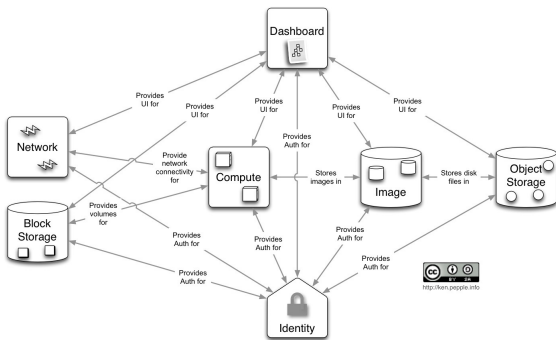 Dashboard
Provides
UI for
Provides
UI for
Provides
UI for
Provides
UI for
Provides
UI for
Provides
Auth for
Network
Provide
network
connectivity
for
Compute
Stores
images in
Image
Stores disk
files in
Object
Storage
Block
Storage
Provides
volumes
for
Provides
Auth for
Provides
Auth for
Provides
Auth for
Provides
Auth for
Provides
Auth for
Identity
cc
BY SA
http://ken.pepple.info